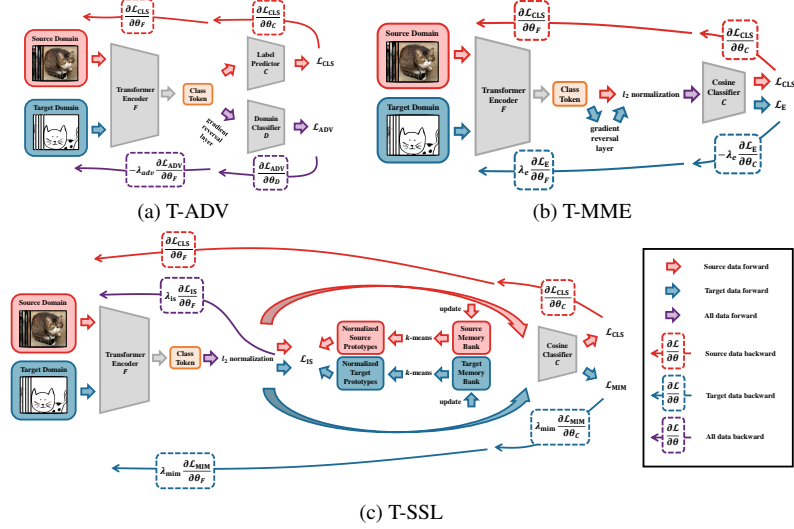 ∂ℒ_CLS/∂θ_F
∂ℒ_CLS/∂θ_C
Source Domain
Target Domain
Transformer
Encoder
F
Class
Token
Label
Predictor
C
ℒ_CLS
gradient
reversal
layer
Domain
Classifier
D
ℒ_ADV
−λ_adv ∂ℒ_ADV/∂θ_F
∂ℒ_ADV/∂θ_D
(a) T-ADV
∂ℒ_CLS/∂θ_F
∂ℒ_CLS/∂θ_C
Source Domain
Target Domain
Transformer
Encoder
F
Class
Token
l₂ normalization
gradient
reversal
layer
Cosine
Classifier
C
ℒ_CLS
ℒ_E
λ_e ∂ℒ_E/∂θ_F
−λ_e ∂ℒ_E/∂θ_C
(b) T-MME
∂ℒ_CLS/∂θ_F
λ_is ∂ℒ_IS/∂θ_F
∂ℒ_CLS/∂θ_C
Source Domain
Target Domain
Transformer
Encoder
F
Class
Token
l₂ normalization
ℒ_IS
Normalized
Source
Prototypes
k-means
update
Source
Memory
Bank
Normalized
Target
Prototypes
k-means
Target
Memory
Bank
update
Cosine
Classifier
C
ℒ_CLS
ℒ_MIM
λ_mim ∂ℒ_MIM/∂θ_C
λ_mim ∂ℒ_MIM/∂θ_F
Source data forward
Target data forward
All data forward
∂ℒ/∂θ Source data backward
∂ℒ/∂θ Target data backward
∂ℒ/∂θ All data backward
(c) T-SSL